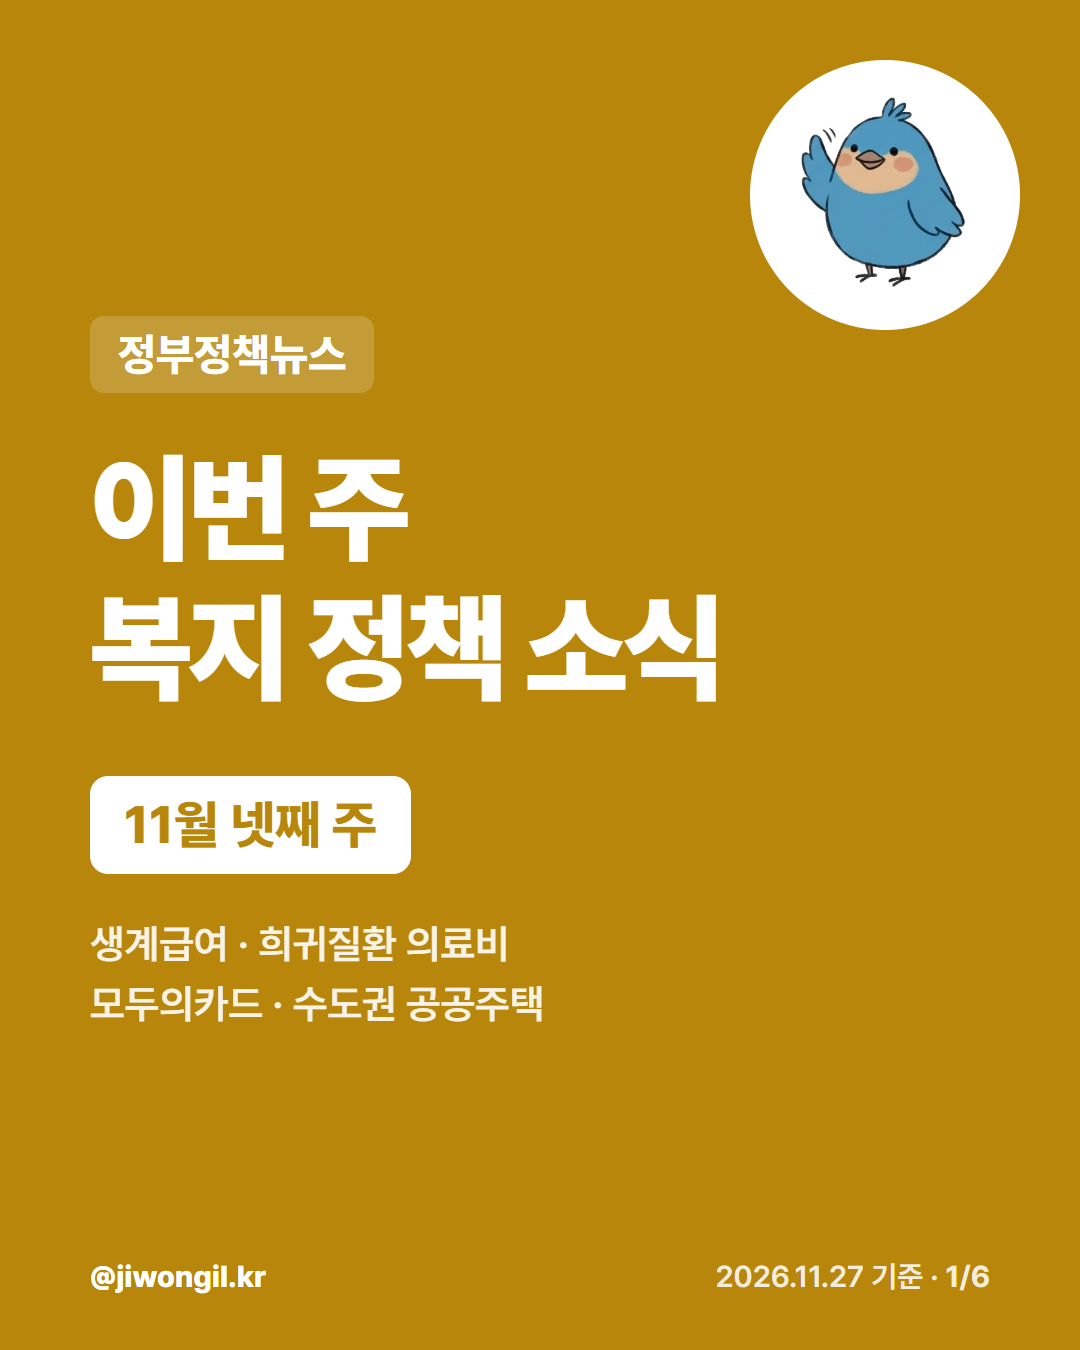 정부정책뉴스
이번 주
복지 정책 소식
11월 넷째 주
생계급여 · 희귀질환 의료비
모두의카드 · 수도권 공공주택
@jiwongil.kr
2026.11.27 기준 · 1/6